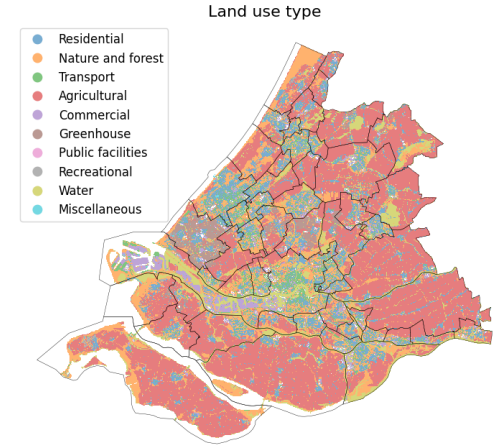 Land use type
Residential
Nature and forest
Transport
Agricultural
Commercial
Greenhouse
Public facilities
Recreational
Water
Miscellaneous